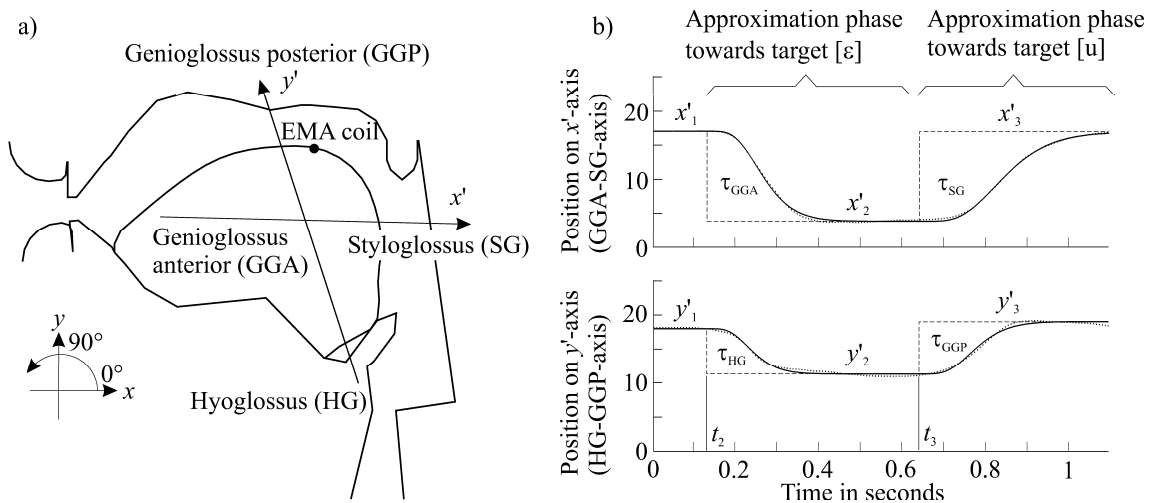 a)
Genioglossus posterior (GGP)
y'
EMA coil
x'
Genioglossus
anterior (GGA)
Styloglossus (SG)
Hyoglossus (HG)
y
90°
0°
x
b)
Approximation phase
towards target [ε]
Approximation phase
towards target [u]
Position on x'-axis
(GGA-SG-axis)
20
10
0
x'1
x'2
x'3
τGGA
τSG
Position on y'-axis
(HG-GGP-axis)
20
10
0
y'1
y'2
y'3
τHG
τGGP
t2
t3
0 0.2 0.4 0.6 0.8 1
Time in seconds